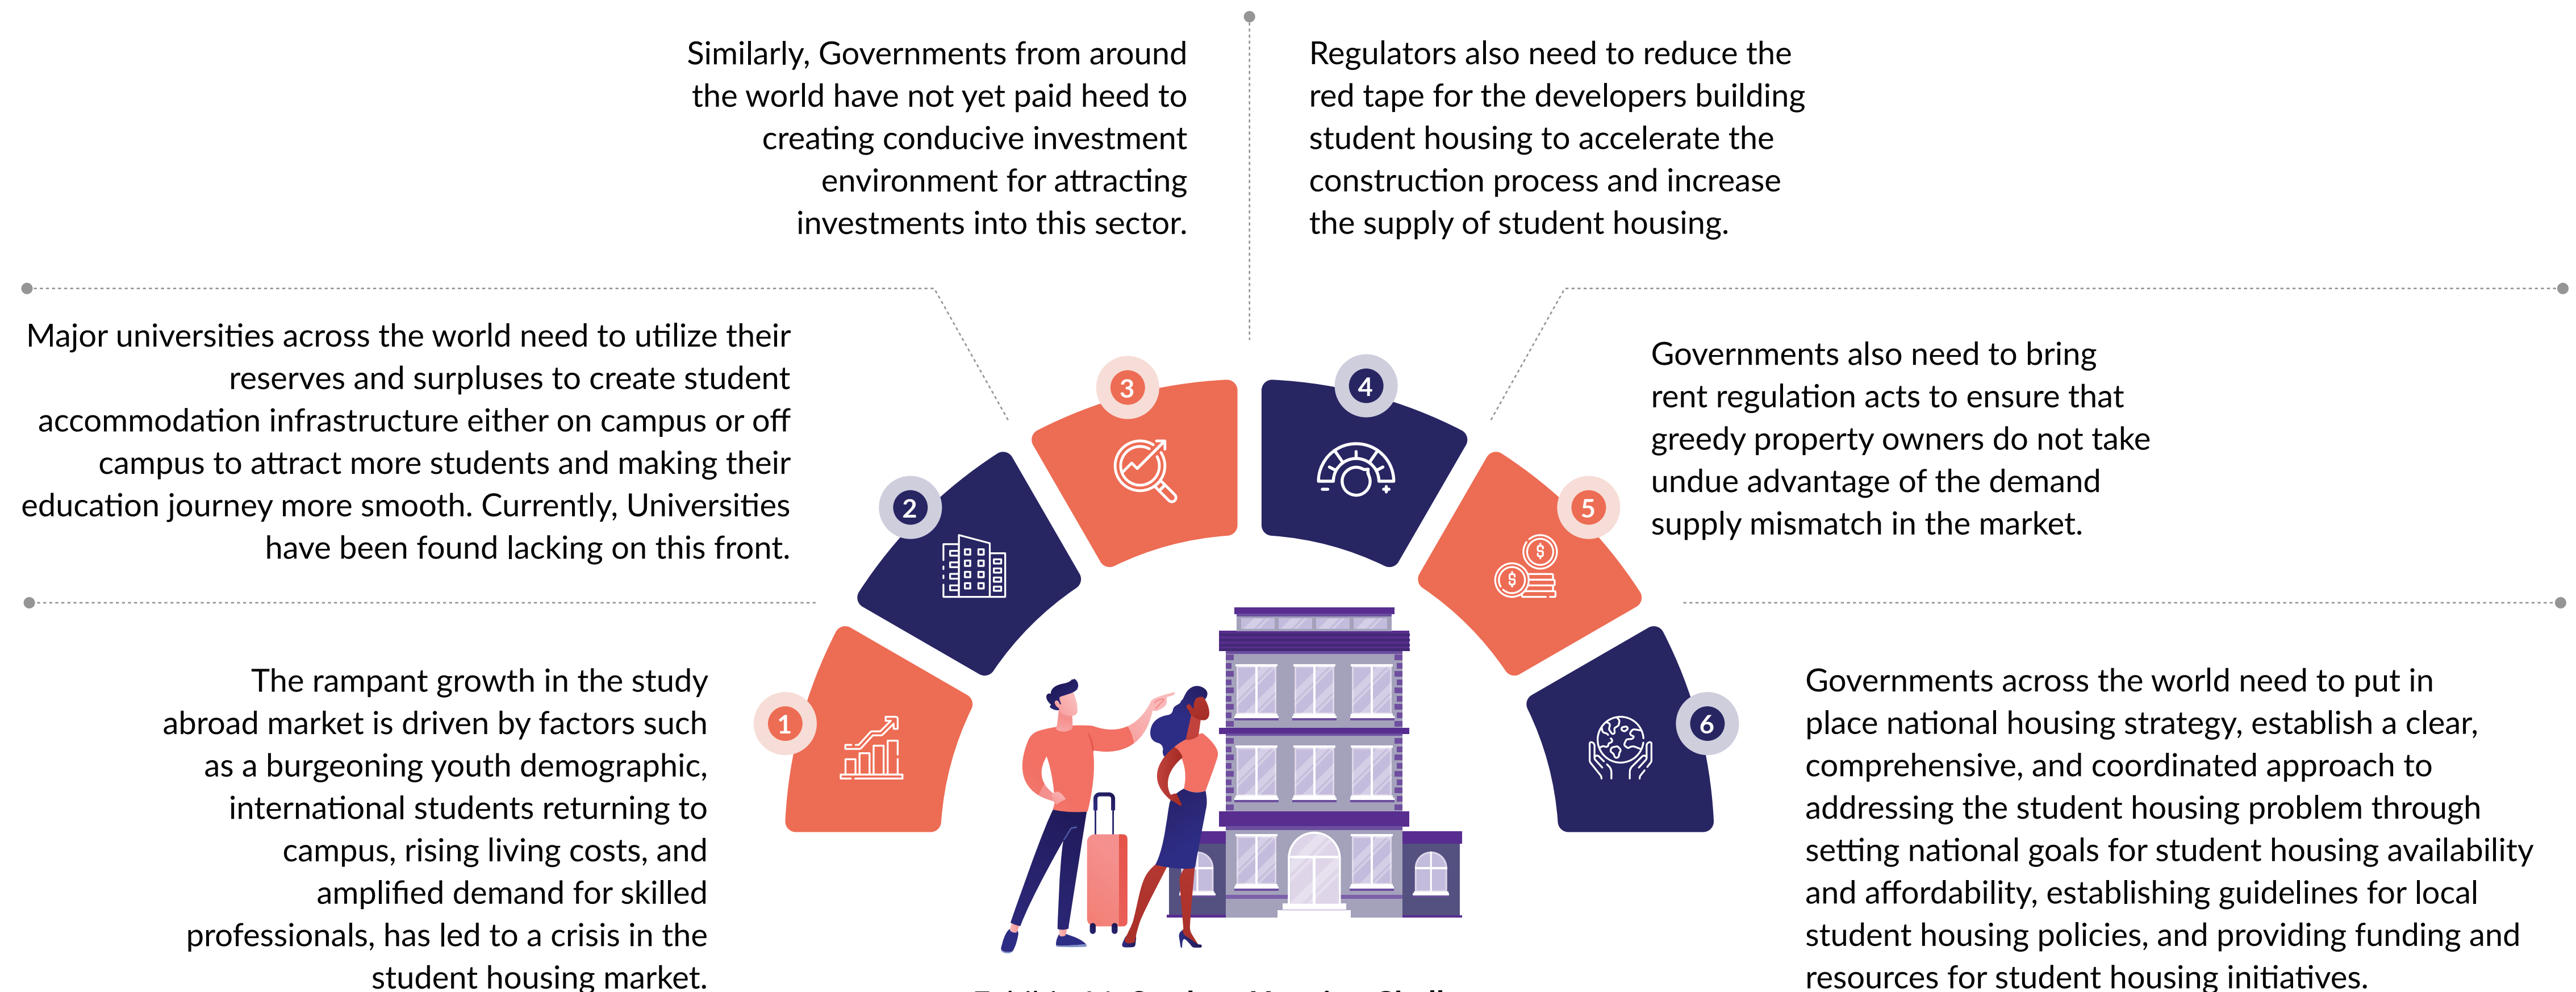 Similarly, Governments from around
the world have not yet paid heed to
creating conducive investment
environment for attracting
investments into this sector.
Regulators also need to reduce the
red tape for the developers building
student housing to accelerate the
construction process and increase
the supply of student housing.
Major universities across the world need to utilize their
reserves and surpluses to create student
accommodation infrastructure either on campus or off
campus to attract more students and making their
education journey more smooth. Currently, Universities
have been found lacking on this front.
Governments also need to bring
rent regulation acts to ensure that
greedy property owners do not take
undue advantage of the demand
supply mismatch in the market.
3
4
2
5
1
6
The rampant growth in the study
abroad market is driven by factors such
as a burgeoning youth demographic,
international students returning to
campus, rising living costs, and
amplified demand for skilled
professionals, has led to a crisis in the
student housing market.
Governments across the world need to put in
place national housing strategy, establish a clear,
comprehensive, and coordinated approach to
addressing the student housing problem through
setting national goals for student housing availability
and affordability, establishing guidelines for local
student housing policies, and providing funding and
resources for student housing initiatives.